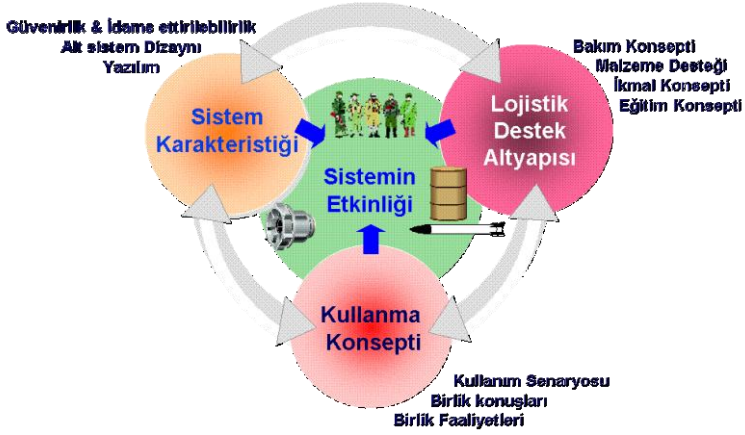 Güvenirlik & İdame ettirilebilirlik
Alt sistem Dizaynı
Yazılım
Sistem
Karakteristiği
Bakım Konsepti
Malzeme Desteği
İkmal Konsepti
Eğitim Konsepti
Lojistik
Destek
Altyapısı
Sistemin
Etkinliği
Kullanma
Konsepti
Kullanım Senaryosu
Birlik konuşları
Birlik Faaliyetleri